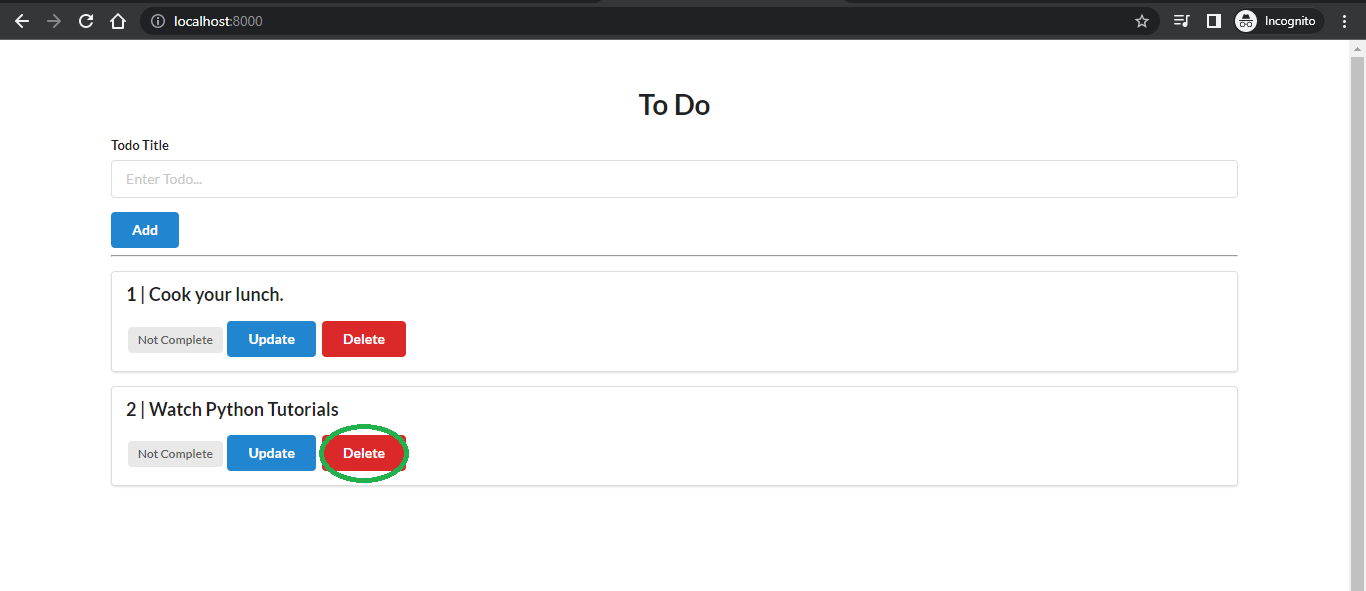 localhost:8000
Incognito
To Do
Todo Title
Enter Todo...
Add
1 | Cook your lunch.
Not Complete Update Delete
2 | Watch Python Tutorials
Not Complete Update Delete